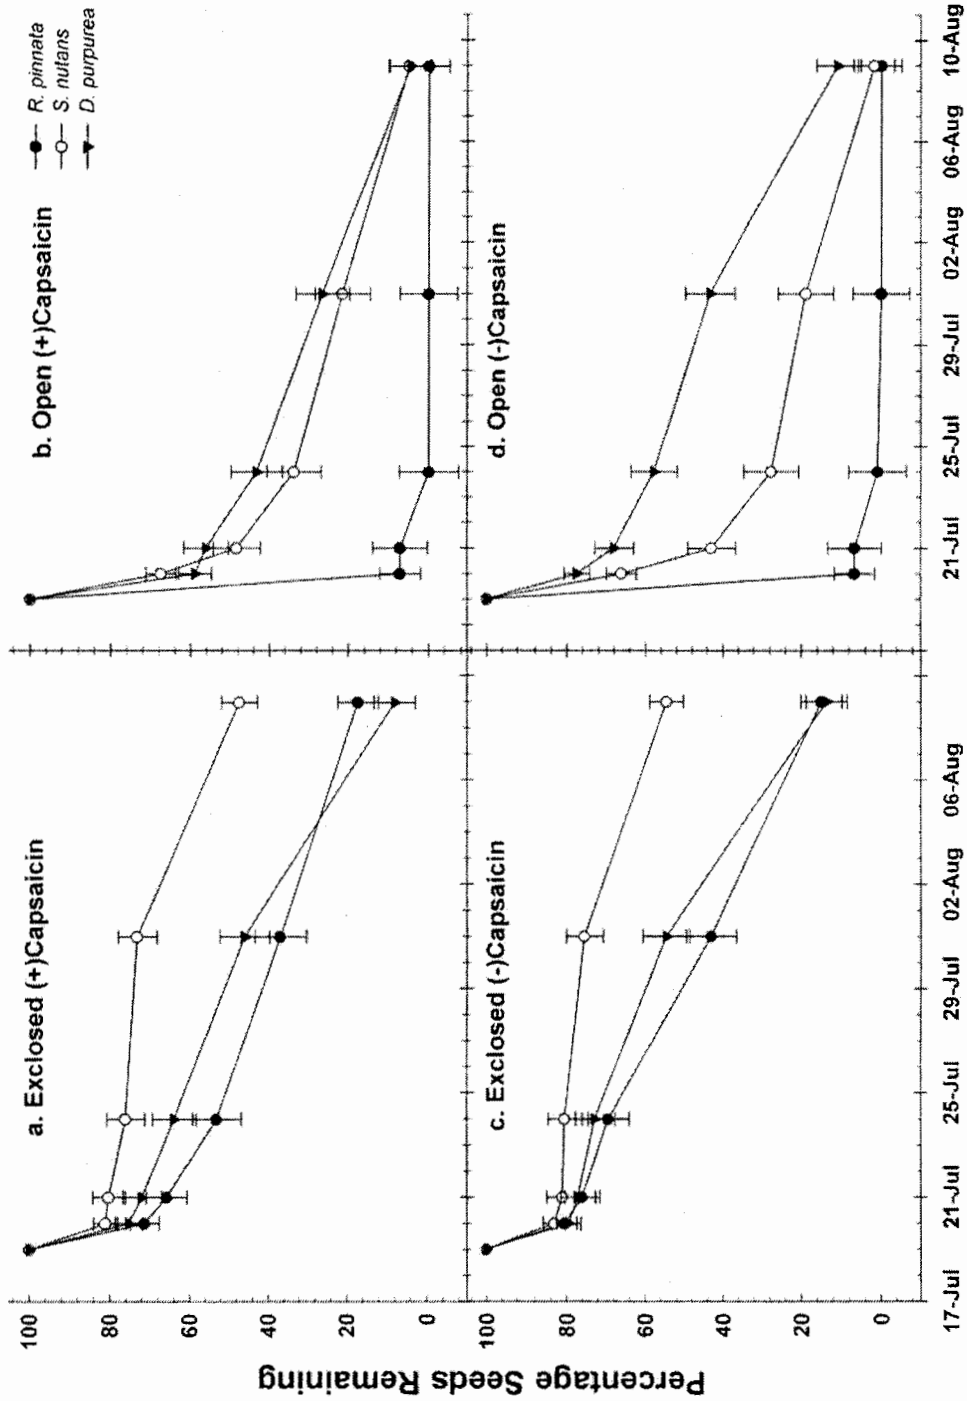 a. Exclosed (+)Capsaicin
b. Open (+)Capsaicin
R. pinnata
S. nutans
D. purpurea
100
80
60
40
20
0
Percentage Seeds Remaining
c. Exclosed (-)Capsaicin
d. Open (-)Capsaicin
100
80
60
40
20
0
17-Jul 21-Jul 25-Jul 29-Jul 02-Aug 06-Aug 21-Jul 25-Jul 29-Jul 02-Aug 06-Aug 10-Aug